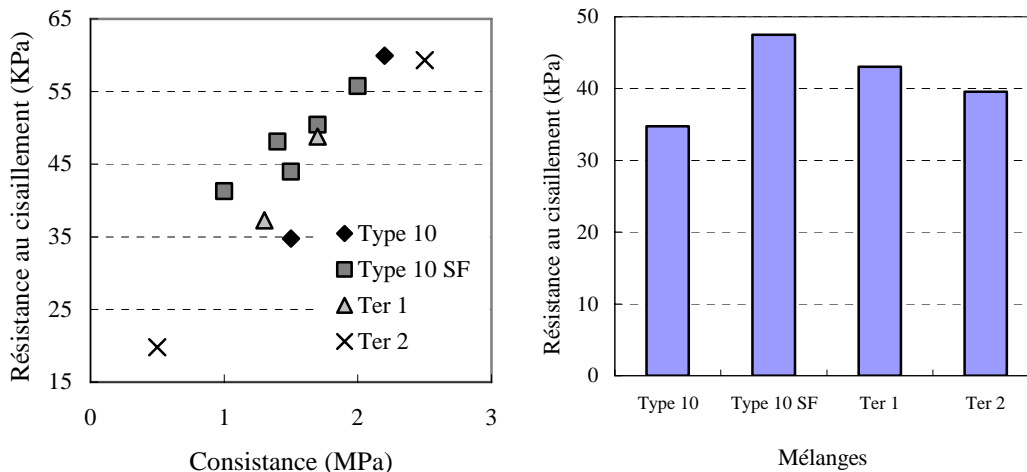 Résistance au cisaillement (KPa)
65
55
45
35
25
15
0
1
2
3
Consistance (MPa)
Type 10
Type 10 SF
Ter 1
Ter 2
Résistance au cisaillement (kPa)
50
40
30
20
10
0
Type 10
Type 10 SF
Ter 1
Ter 2
Mélanges